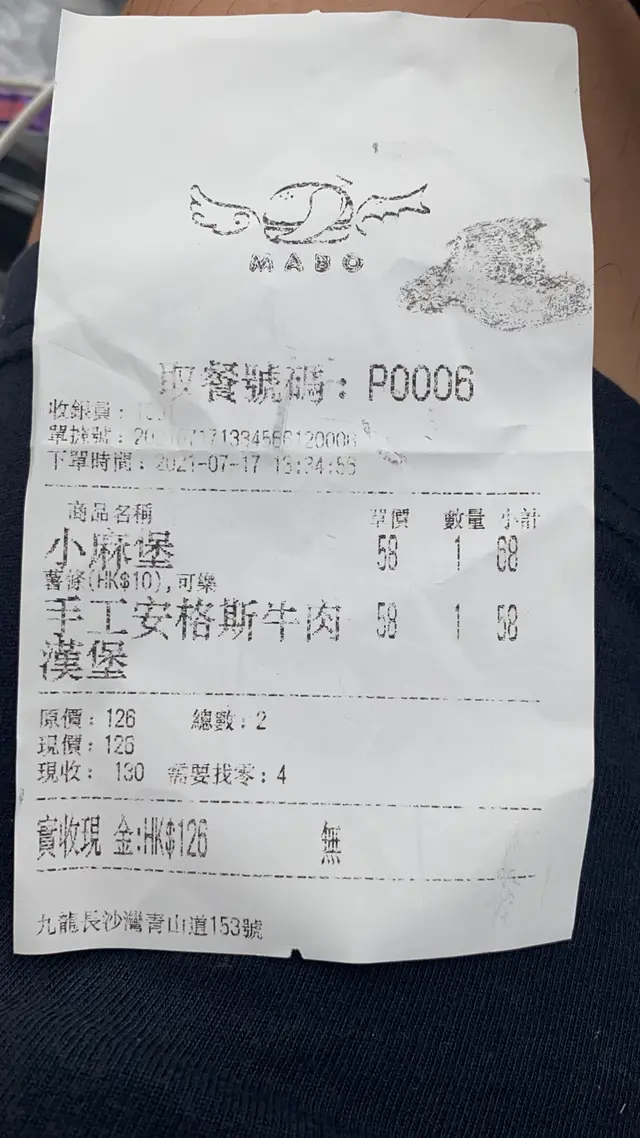 MABO
取餐號碼：P0006
收銀員：
單據號：
下單時間：2021-07-17 13:34:56
商品名稱 單價 數量 小計
小麻堡 58 1 68
薯條(HK$10),可樂
手工安格斯牛肉 58 1 58
漢堡
原價：126 總數：2
現價：126
現收： 130 需要找零：4
實收現 金:HK$126 無
九龍長沙灣青山道153號